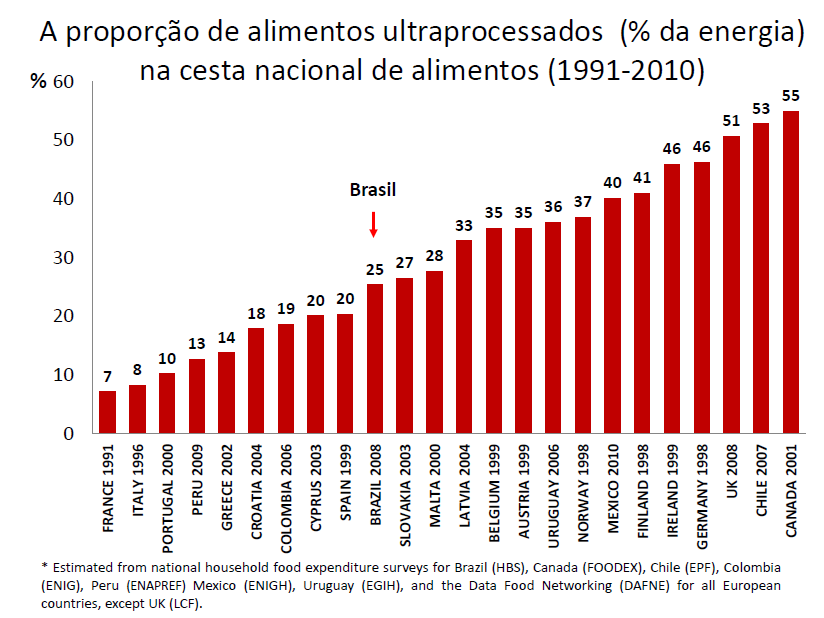 A proporção de alimentos ultraprocessados (% da energia)
na cesta nacional de alimentos (1991-2010)
%
60
50
40
30
20
10
0
Brasil
7
8
10
13
14
18
19
20
20
25
27
28
33
35
35
36
37
40
41
46
46
51
53
55
FRANCE 1991
ITALY 1996
PORTUGAL 2000
PERU 2009
GREECE 2002
CROATIA 2004
COLOMBIA 2006
CYPRUS 2003
SPAIN 1999
BRAZIL 2008
SLOVAKIA 2003
MALTA 2000
LATVIA 2004
BELGIUM 1999
AUSTRIA 1999
URUGUAY 2006
NORWAY 1998
MEXICO 2010
FINLAND 1998
IRELAND 1999
GERMANY 1998
UK 2008
CHILE 2007
CANADA 2001
* Estimated from national household food expenditure surveys for Brazil (HBS), Canada (FOODEX), Chile (EPF), Colombia
(ENIG), Peru (ENAPREF) Mexico (ENIGH), Uruguay (EGIH), and the Data Food Networking (DAFNE) for all European
countries, except UK (LCF).